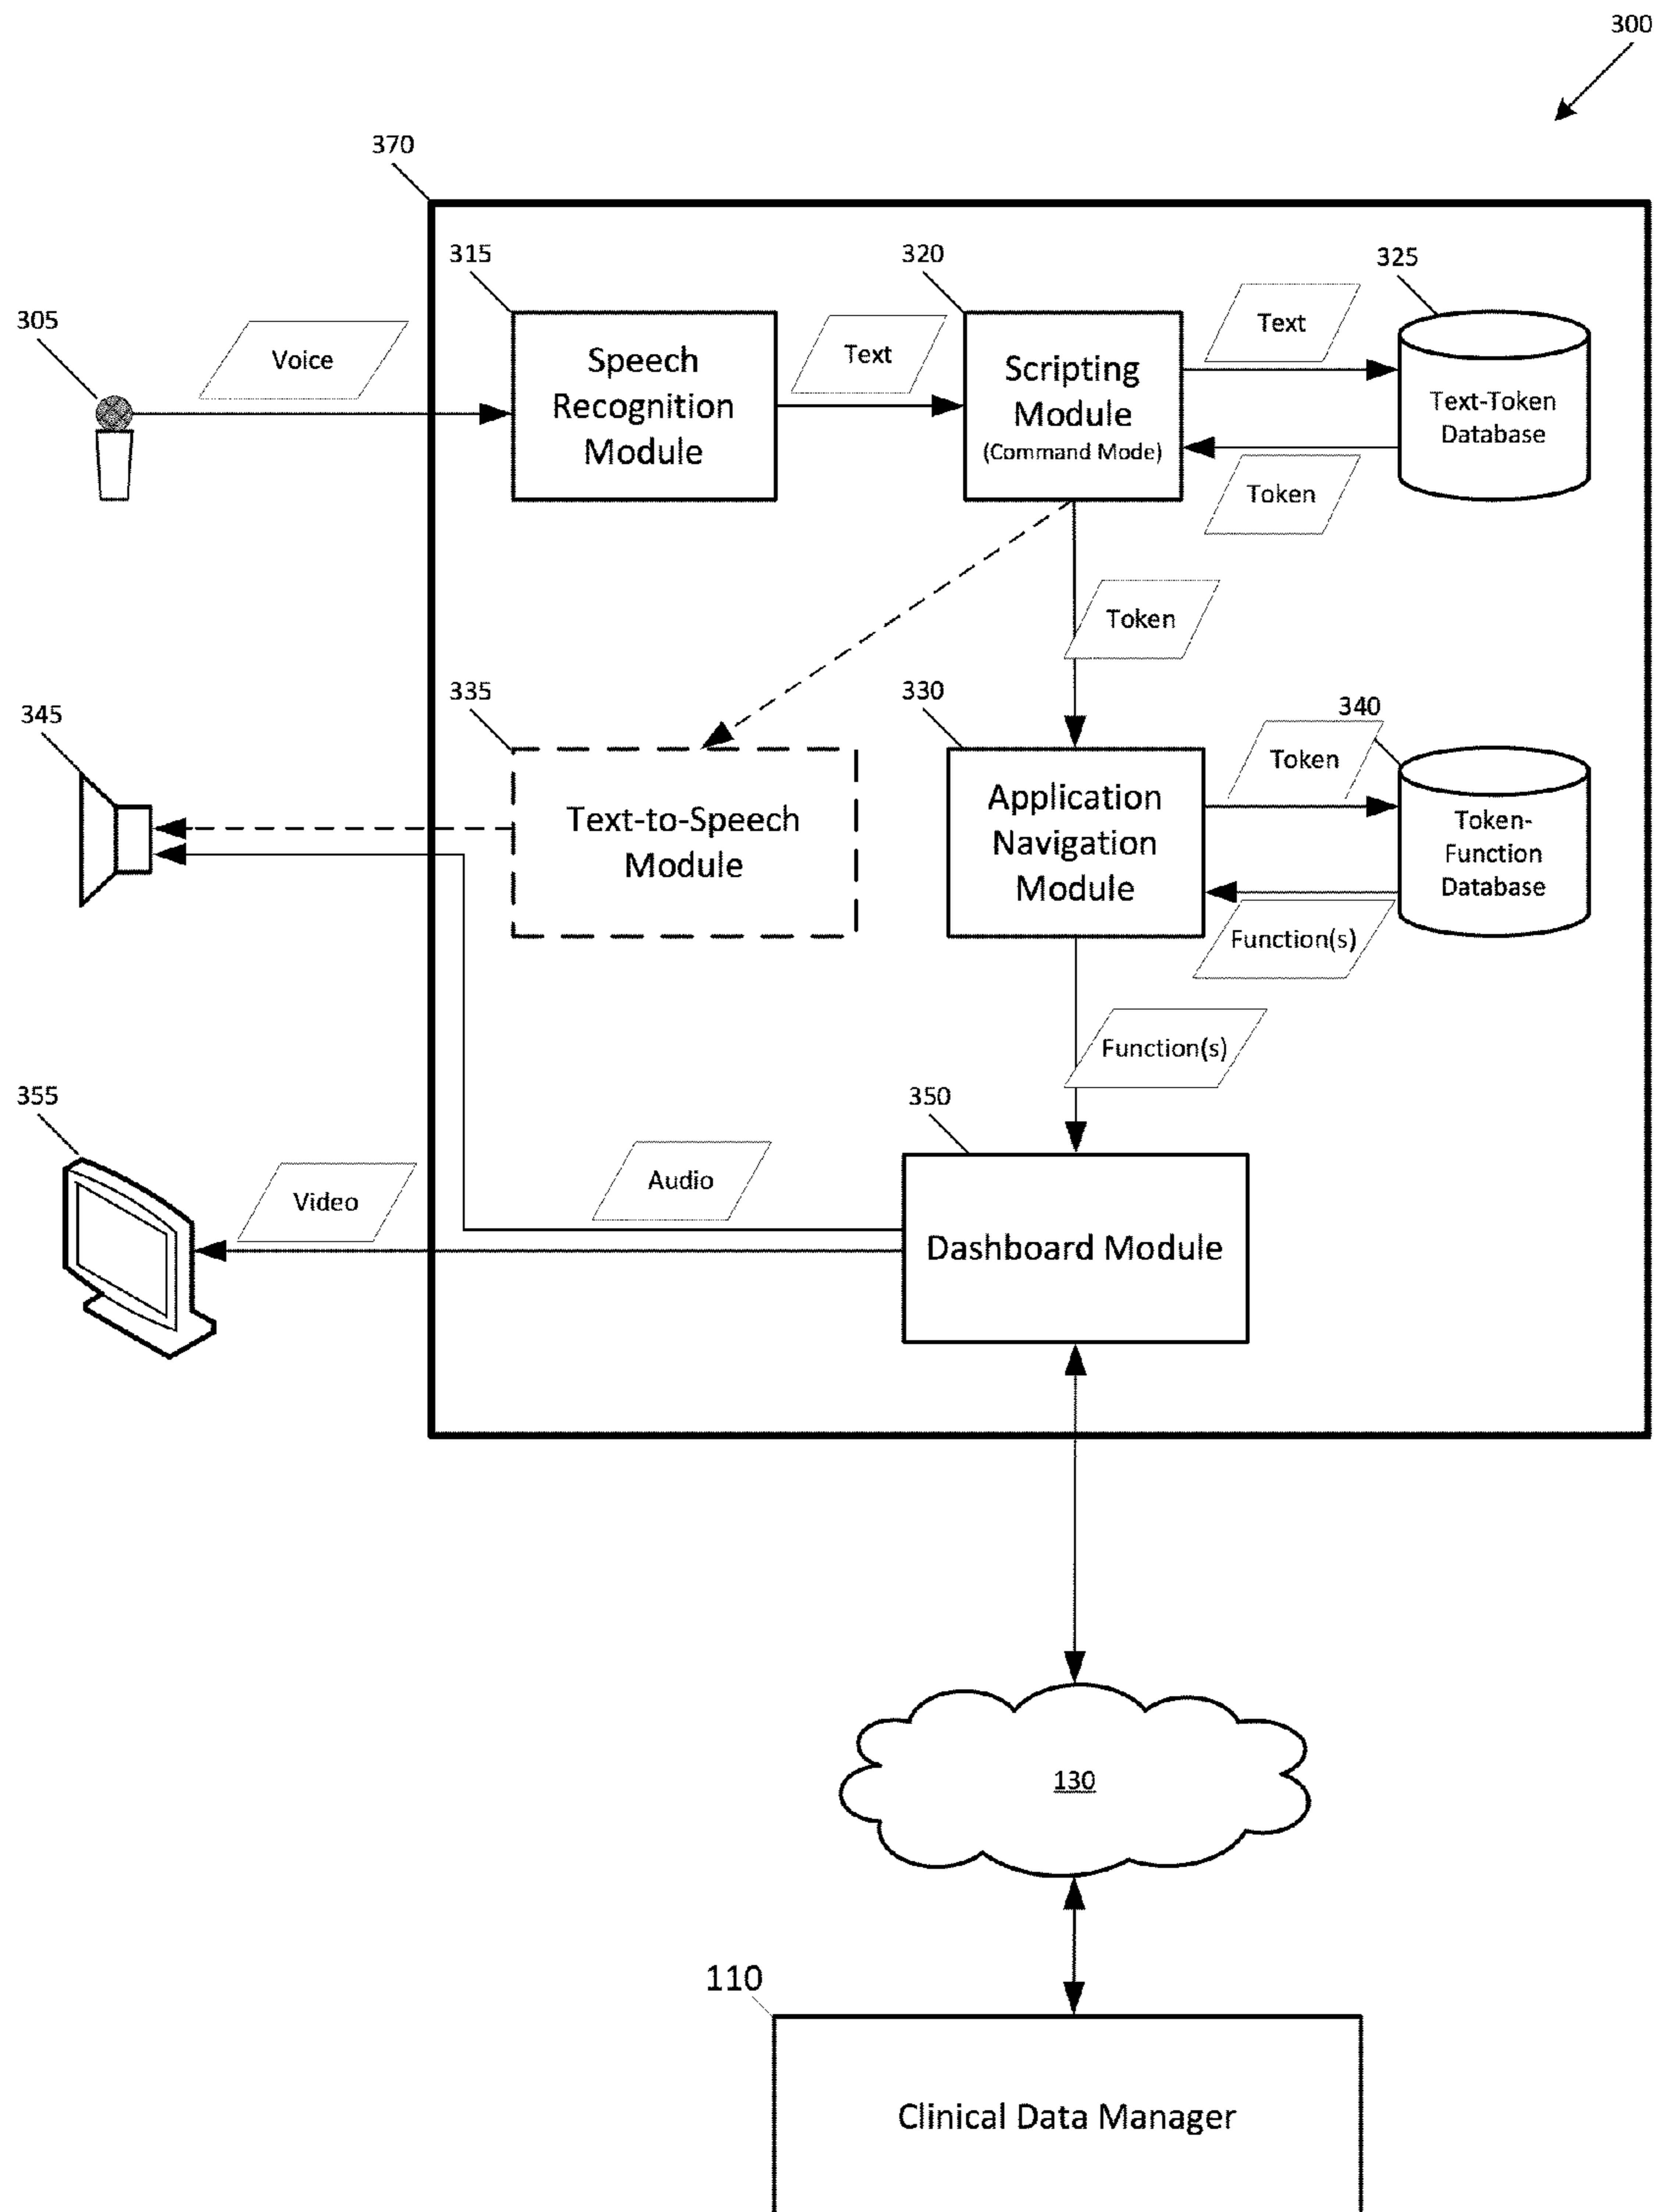 300
370
315
320
325
305
Voice
Speech
Recognition
Module
Text
Scripting
Module
(Command Mode)
Text
Text-Token
Database
Token
Token
345
335
330
340
Text-to-Speech
Module
Application
Navigation
Module
Token
Token-
Function
Database
Function(s)
Function(s)
355
350
Video
Audio
Dashboard Module
130
110
Clinical Data Manager